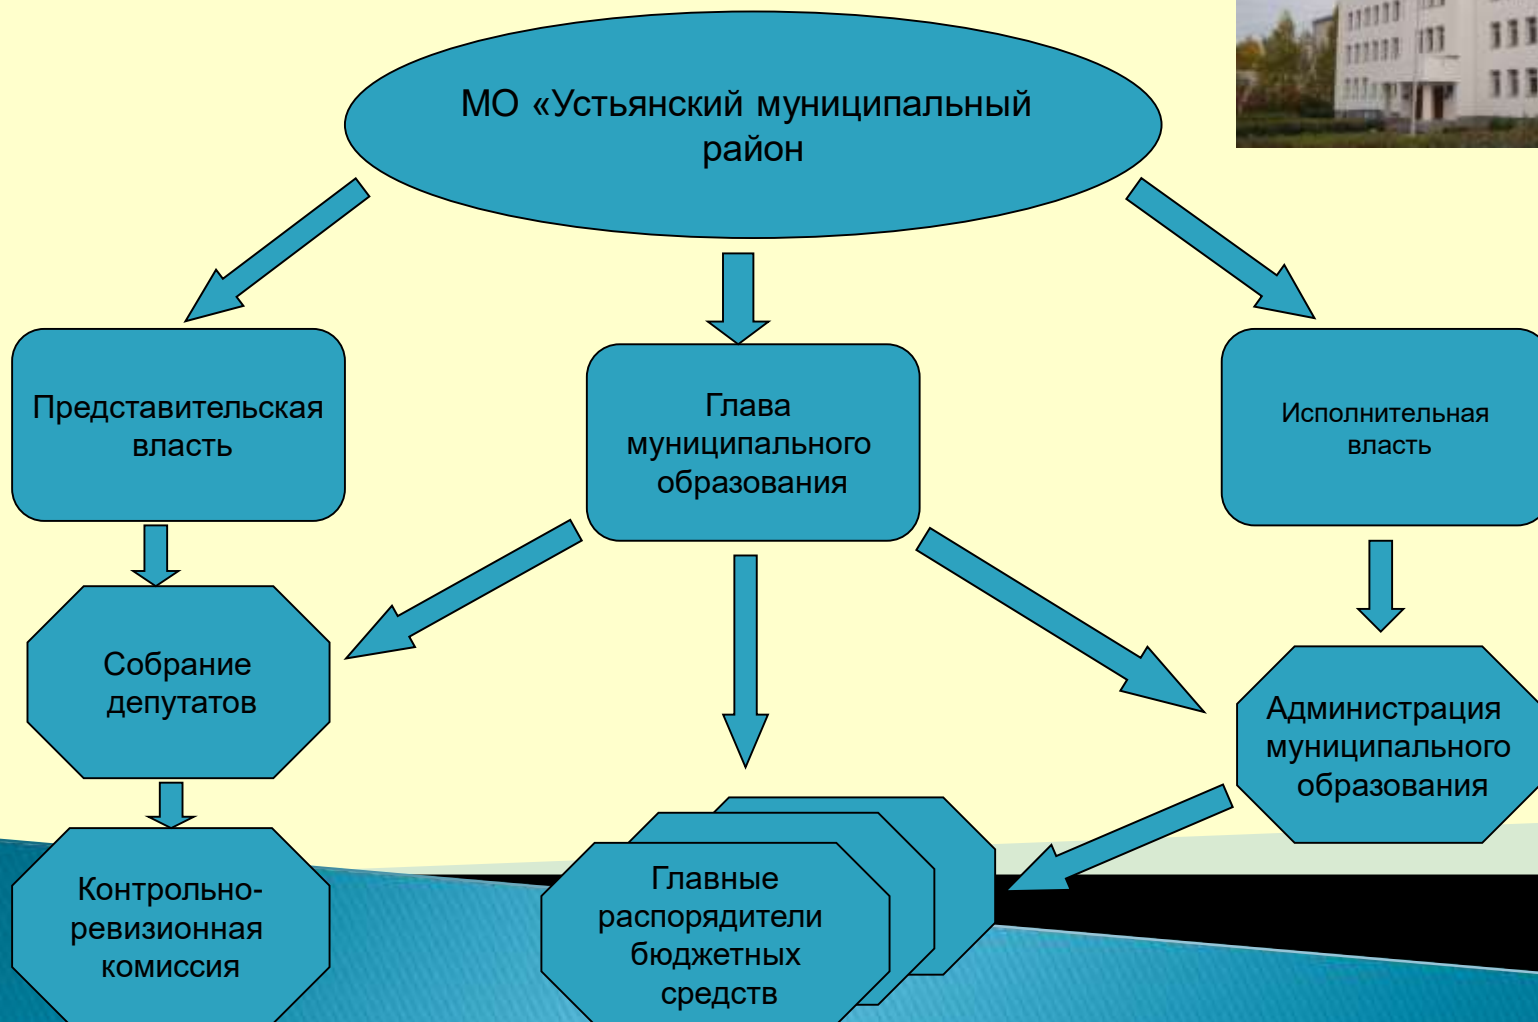 МО «Устьянский муниципальный
район
Представительская
власть
Глава
муниципального
образования
Исполнительная
власть
Собрание
депутатов
Администрация
муниципального
образования
Контрольно-
ревизионная
комиссия
Главные
распорядители
бюджетных
средств